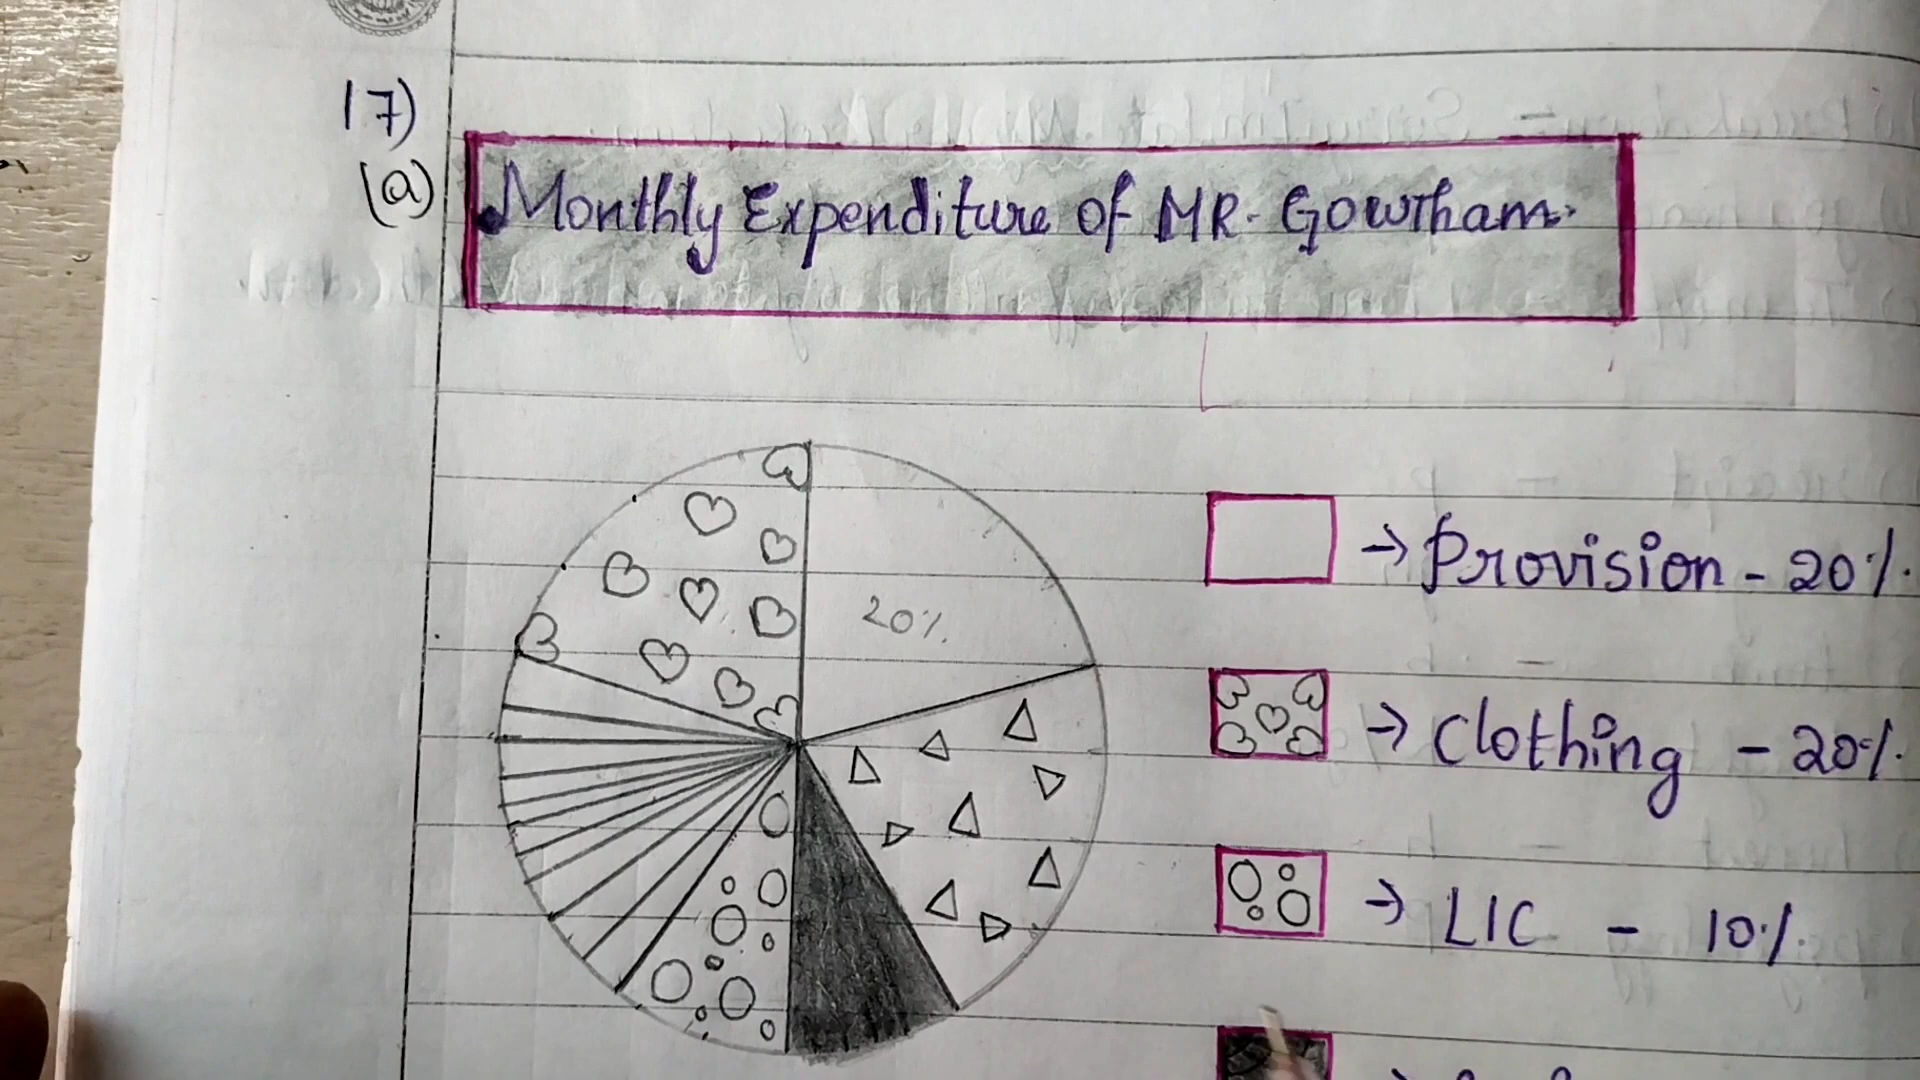 17)
(a)
Monthly Expenditure of MR. Gowtham.
20%.
→ Provision - 20%.
→ Clothing - 20%.
→ LIC - 10%.